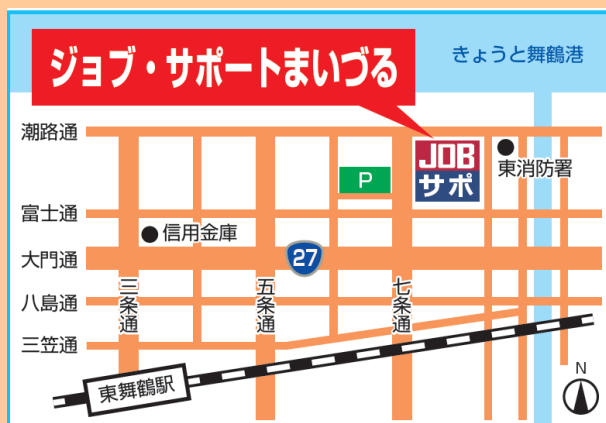 ジョブ・サポートまいづる
きょうと舞鶴港
潮路通
JOB
サポ
東消防署
P
富士通
信用金庫
大門通
27
三条通
五条通
七条通
八島通
三笠通
東舞鶴駅
N